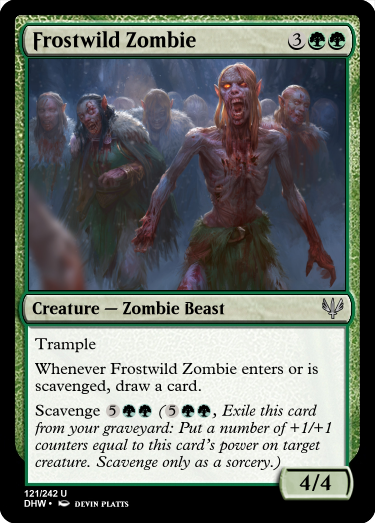 Frostwild Zombie 3
Creature — Zombie Beast
Trample
Whenever Frostwild Zombie enters or is
scavenged, draw a card.
Scavenge 5 (5, Exile this card
from your graveyard: Put a number of +1/+1
counters equal to this card's power on target
creature. Scavenge only as a sorcery.)
4/4
121/242 U
DHW • DEVIN PLATTS